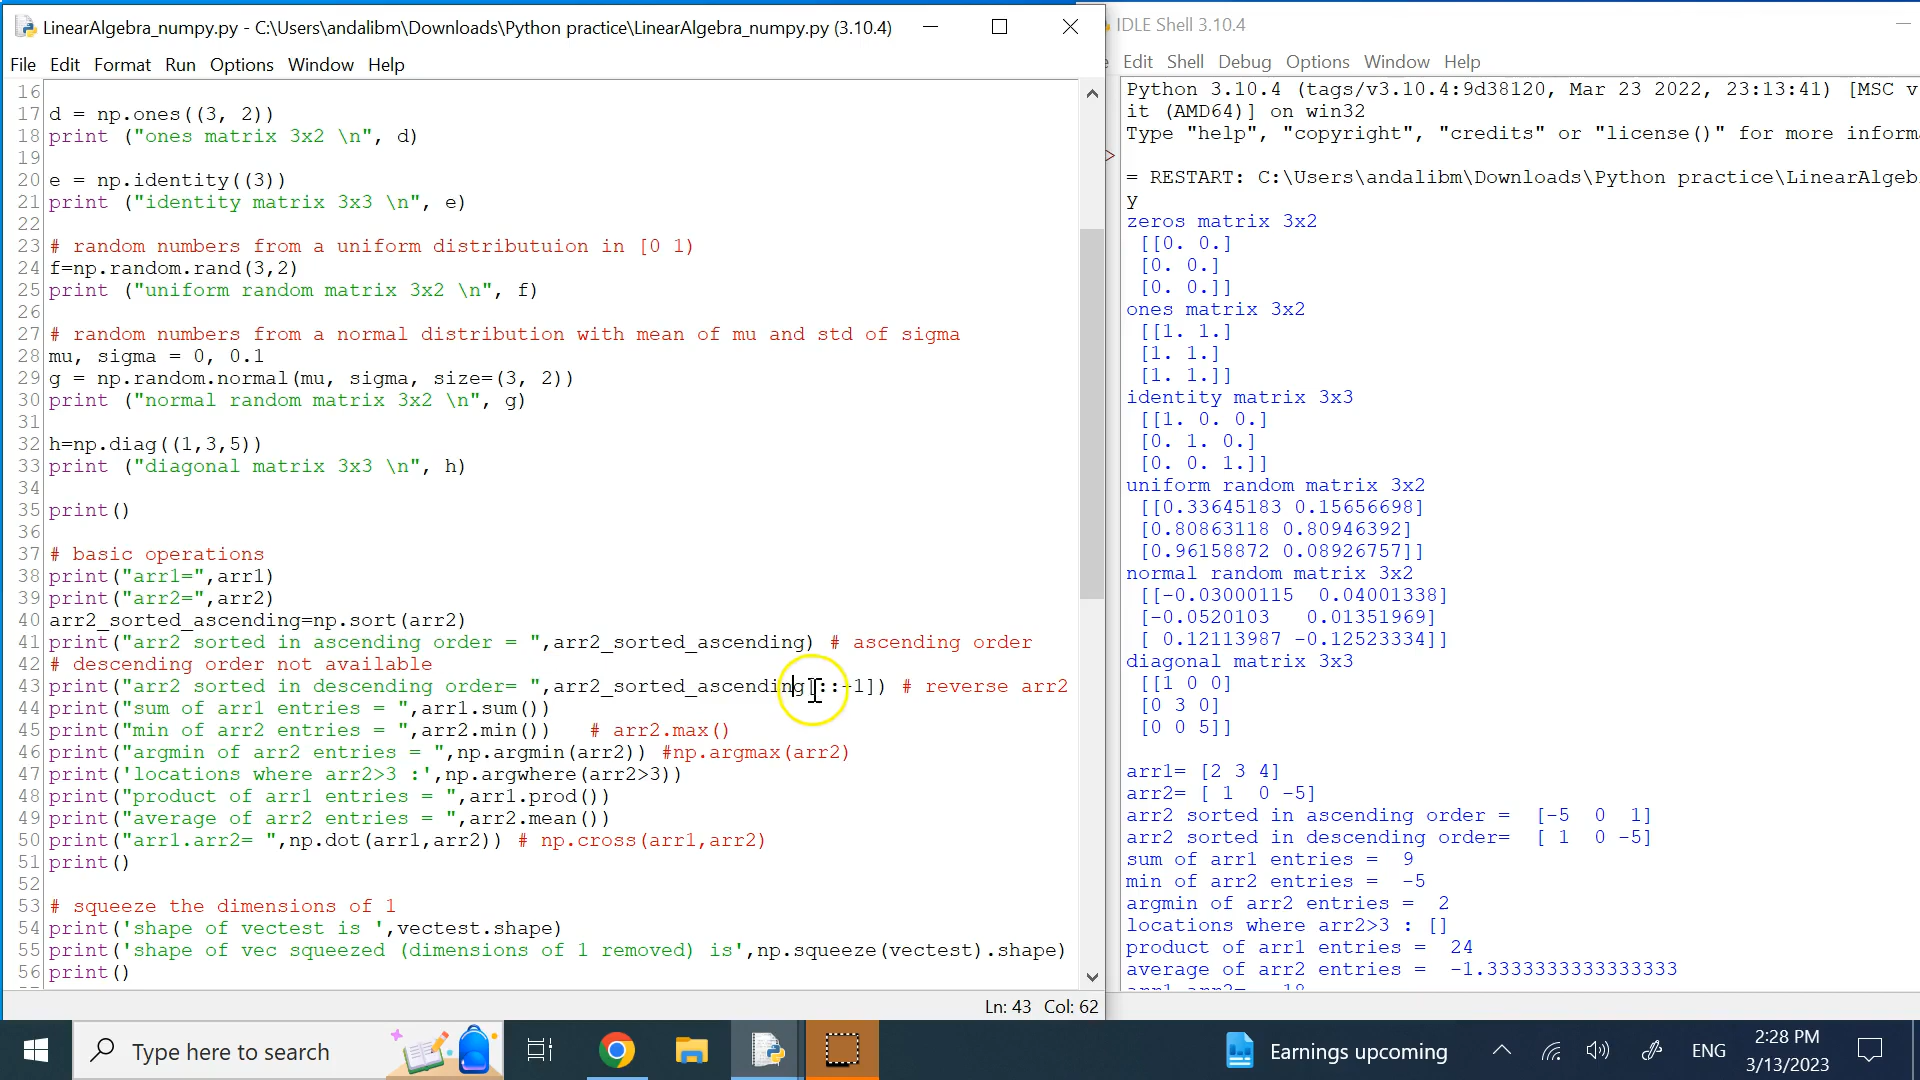 LinearAlgebra_numpy.py - C:\Users\andalibm\Downloads\Python practice\LinearAlgebra_numpy.py (3.10.4)
File Edit Format Run Options Window Help
16
17 d = np.ones((3, 2))
18 print ("ones matrix 3x2 \n", d)
19
20 e = np.identity((3))
21 print ("identity matrix 3x3 \n", e)
22
23 # random numbers from a uniform distributuion in [0 1)
24 f=np.random.rand(3,2)
25 print ("uniform random matrix 3x2 \n", f)
26
27 # random numbers from a normal distribution with mean of mu and std of sigma
28 mu, sigma = 0, 0.1
29 g = np.random.normal(mu, sigma, size=(3, 2))
30 print ("normal random matrix 3x2 \n", g)
31
32 h=np.diag((1,3,5))
33 print ("diagonal matrix 3x3 \n", h)
34
35 print()
36
37 # basic operations
38 print("arr1=",arr1)
39 print("arr2=",arr2)
40 arr2_sorted_ascending=np.sort(arr2)
41 print("arr2 sorted in ascending order = ",arr2_sorted_ascending) # ascending order
42 # descending order not available
43 print("arr2 sorted in descending order= ",arr2_sorted_ascending[::-1]) # reverse arr2
44 print("sum of arr1 entries = ",arr1.sum())
45 print("min of arr2 entries = ",arr2.min()) # arr2.max()
46 print("argmin of arr2 entries = ",np.argmin(arr2)) #np.argmax(arr2)
47 print('locations where arr2>3 :',np.argwhere(arr2>3))
48 print("product of arr1 entries = ",arr1.prod())
49 print("average of arr2 entries = ",arr2.mean())
50 print("arr1.arr2= ",np.dot(arr1,arr2)) # np.cross(arr1,arr2)
51 print()
52
53 # squeeze the dimensions of 1
54 print('shape of vectest is ',vectest.shape)
55 print('shape of vec squeezed (dimensions of 1 removed) is',np.squeeze(vectest).shape)
56 print()
Ln: 43 Col: 62
IDLE Shell 3.10.4
Edit Shell Debug Options Window Help
Python 3.10.4 (tags/v3.10.4:9d38120, Mar 23 2022, 23:13:41) [MSC v
it (AMD64)] on win32
Type "help", "copyright", "credits" or "license()" for more inform
>
= RESTART: C:\Users\andalibm\Downloads\Python practice\LinearAlgeb
y
zeros matrix 3x2
[[0. 0.]
[0. 0.]
[0. 0.]]
ones matrix 3x2
[[1. 1.]
[1. 1.]
[1. 1.]]
identity matrix 3x3
[[1. 0. 0.]
[0. 1. 0.]
[0. 0. 1.]]
uniform random matrix 3x2
[[0.33645183 0.15656698]
[0.80863118 0.80946392]
[0.96158872 0.08926757]]
normal random matrix 3x2
[[-0.03000115 0.04001338]
[-0.0520103 0.01351969]
[ 0.12113987 -0.12523334]]
diagonal matrix 3x3
[[1 0 0]
[0 3 0]
[0 0 5]]
arr1= [2 3 4]
arr2= [ 1 0 -5]
arr2 sorted in ascending order = [-5 0 1]
arr2 sorted in descending order= [ 1 0 -5]
sum of arr1 entries = 9
min of arr2 entries = -5
argmin of arr2 entries = 2
locations where arr2>3 : []
product of arr1 entries = 24
average of arr2 entries = -1.3333333333333333
Type here to search
Earnings upcoming
ENG
2:28 PM
3/13/2023